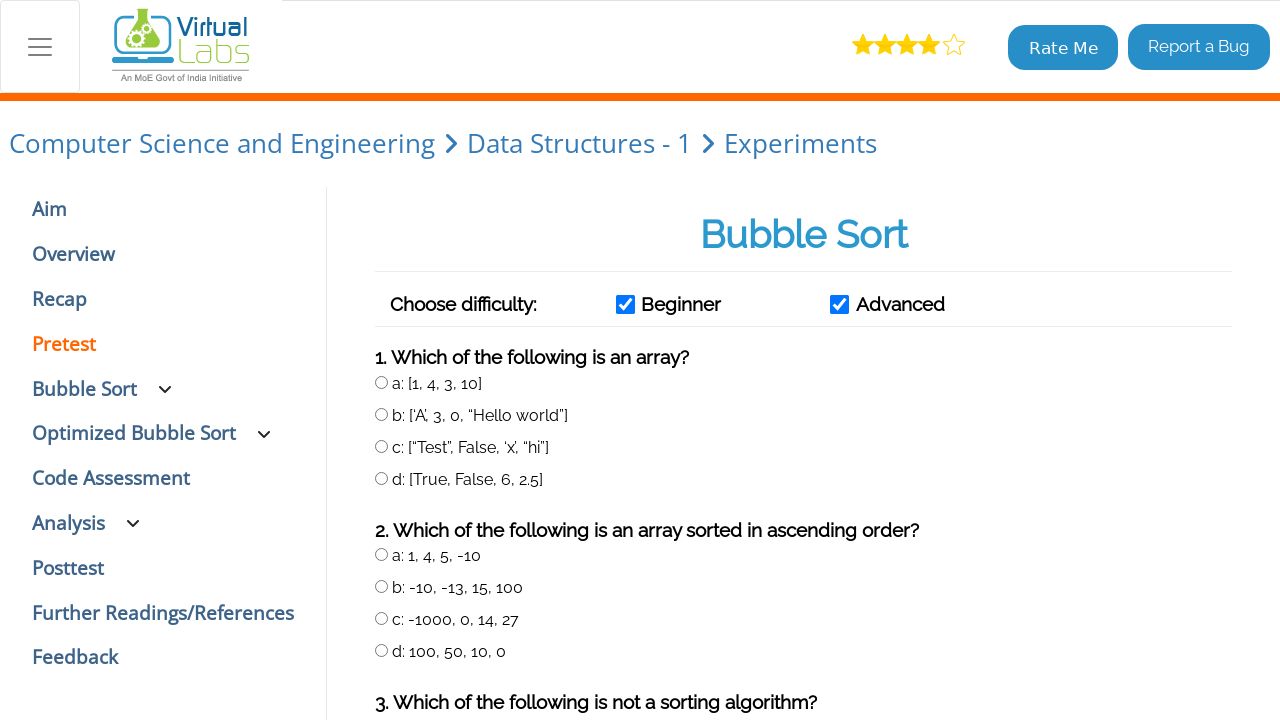 Virtual
Labs
An MoE Govt of India Initiative
Rate Me
Report a Bug
Computer Science and Engineering
Data Structures - 1
Experiments
Aim
Overview
Recap
Pretest
Bubble Sort
Optimized Bubble Sort
Code Assessment
Analysis
Posttest
Further Readings/References
Feedback
Bubble Sort
Choose difficulty:
Beginner
Advanced
1. Which of the following is an array?
a: [1, 4, 3, 10]
b: [‘A’, 3, 0, “Hello world”]
c: [“Test”, False, ‘x’, “hi”]
d: [True, False, 6, 2.5]
2. Which of the following is an array sorted in ascending order?
a: 1, 4, 5, -10
b: -10, -13, 15, 100
c: -1000, 0, 14, 27
d: 100, 50, 10, 0
3. Which of the following is not a sorting algorithm?